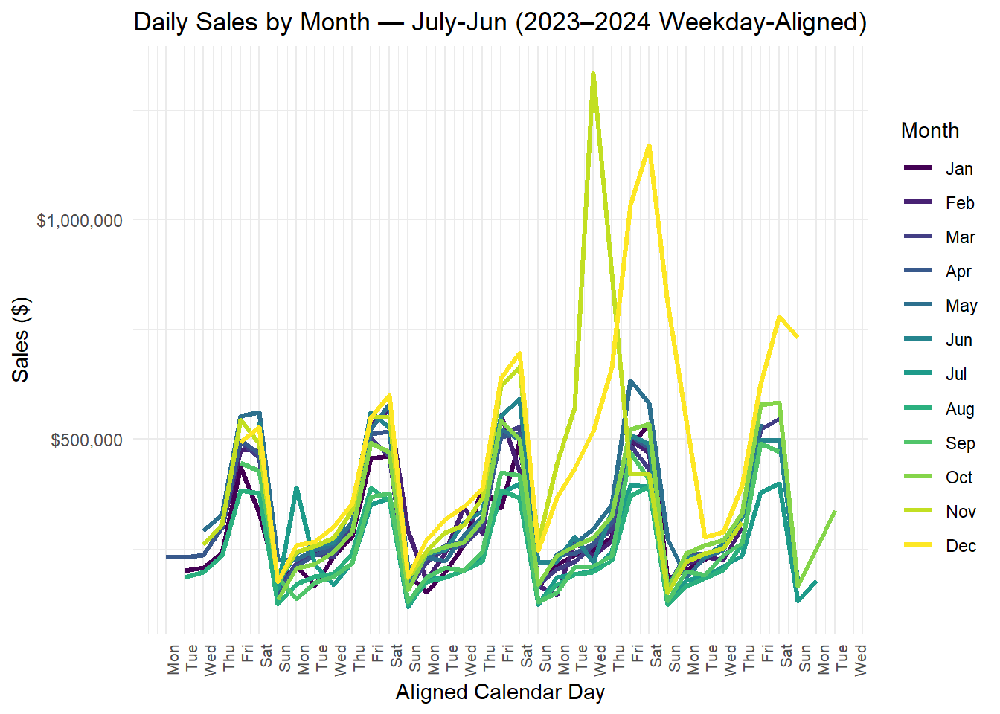 Daily Sales by Month — July-Jun (2023–2024 Weekday-Aligned)
Sales ($)
$1,000,000
$500,000
Mon
Tue
Wed
Thu
Fri
Sat
Sun
Mon
Tue
Wed
Thu
Fri
Sat
Sun
Mon
Tue
Wed
Thu
Fri
Sat
Sun
Mon
Tue
Wed
Thu
Fri
Sat
Sun
Mon
Tue
Wed
Thu
Fri
Sat
Sun
Mon
Tue
Wed
Aligned Calendar Day
Month
Jan
Feb
Mar
Apr
May
Jun
Jul
Aug
Sep
Oct
Nov
Dec